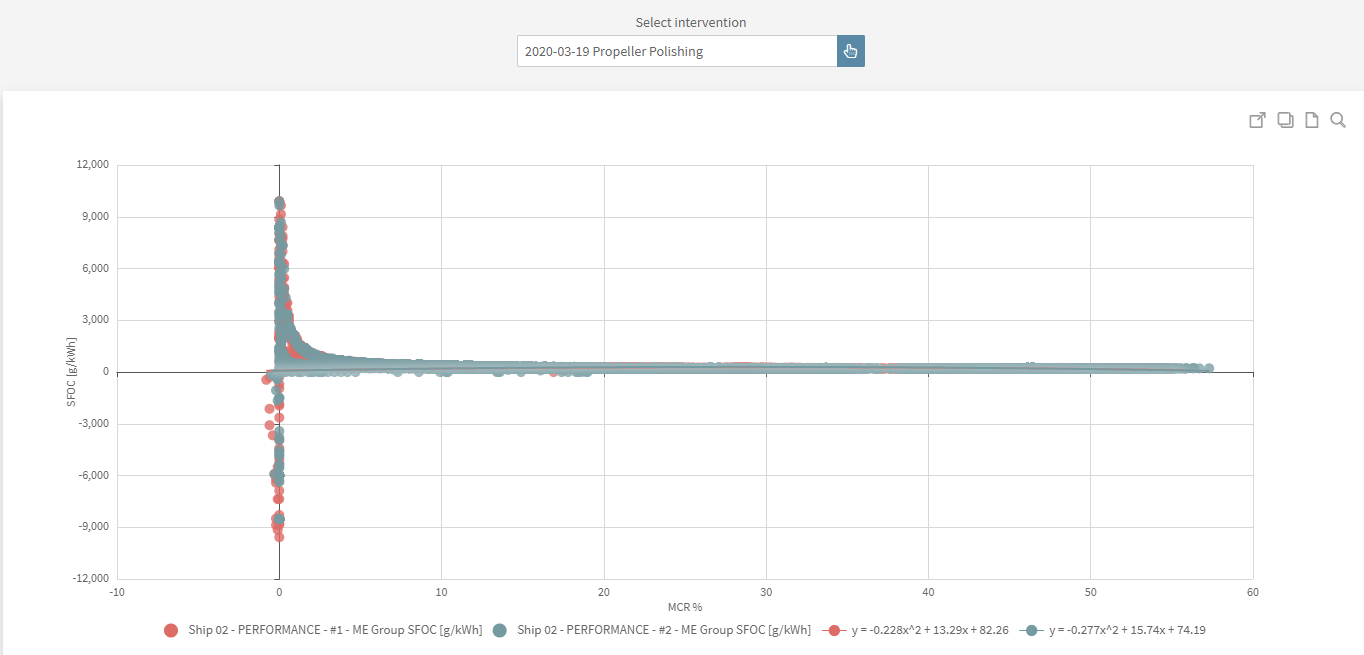 Select intervention
2020-03-19 Propeller Polishing
12,000
9,000
6,000
3,000
0
-3,000
-6,000
-9,000
-12,000
SFOC [g/kWh]
-10 0 10 20 30 40 50 60
MCR %
Ship 02 - PERFORMANCE - #1 - ME Group SFOC [g/kWh] Ship 02 - PERFORMANCE - #2 - ME Group SFOC [g/kWh] y = -0.228x^2 + 13.29x + 82.26 y = -0.277x^2 + 15.74x + 74.19